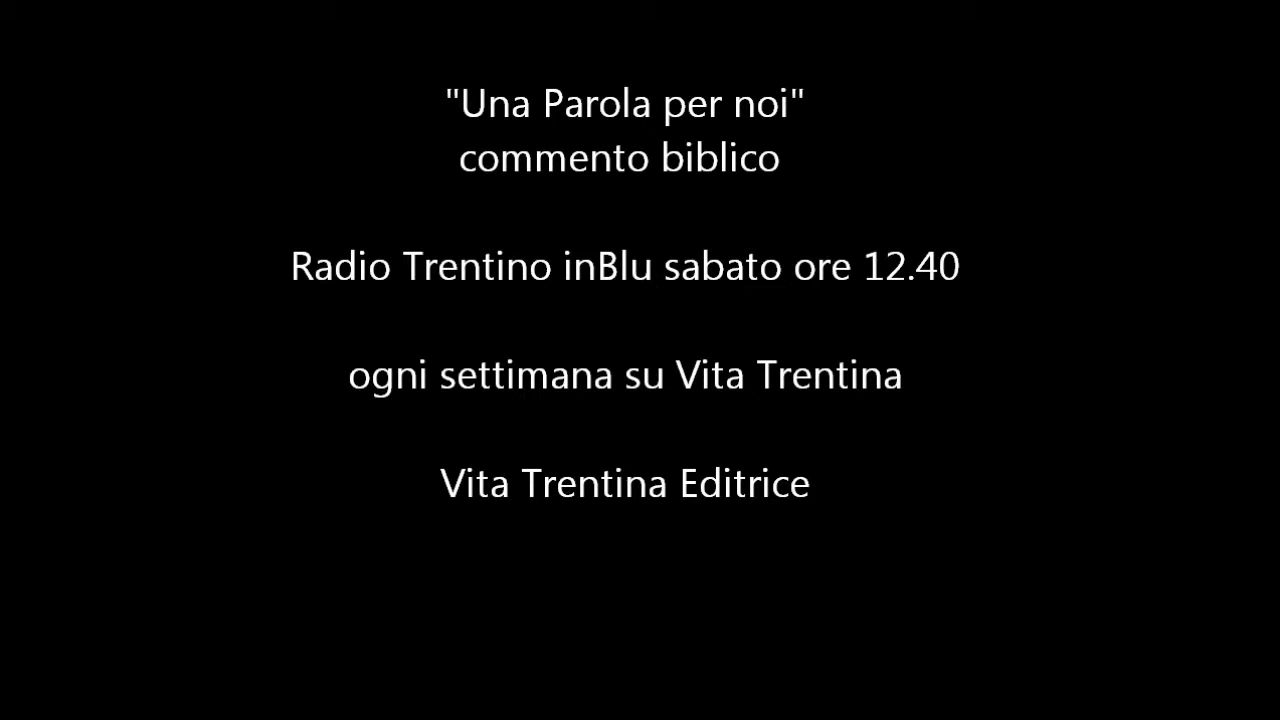 "Una Parola per noi"
commento biblico
Radio Trentino inBlu sabato ore 12.40
ogni settimana su Vita Trentina
Vita Trentina Editrice